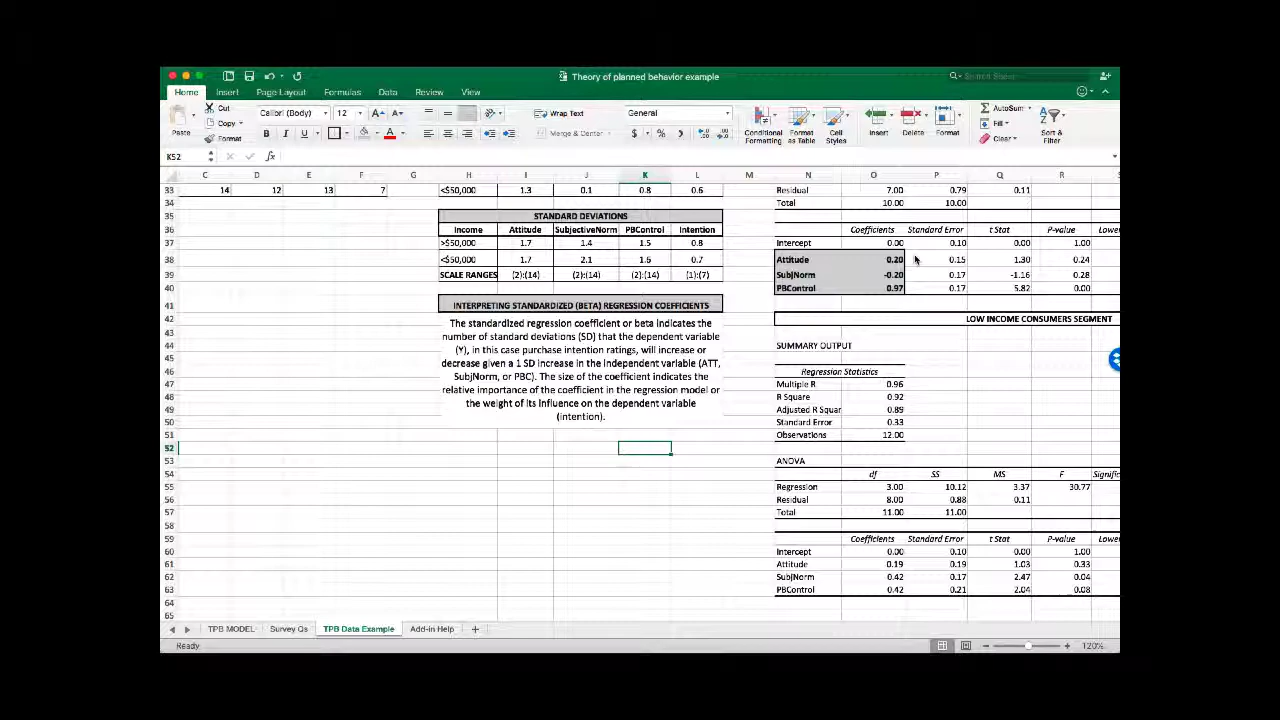 Theory of planned behavior example
Search Sheet
Home Insert Page Layout Formulas Data Review View
Paste
Cut
Copy
Format
Calibri (Body) 12
A A
B I U
Wrap Text
Merge & Center
General
$ % )
Conditional Formatting
Format as Table
Cell Styles
Insert
Delete
Format
AutoSum
Fill
Clear
Sort & Filter
K52 fx
C D E F G H I J K L M N O P Q R S
33 14 12 13 7 <$50,000 1.3 0.1 0.8 0.6 Residual 7.00 0.79 0.11
34 Total 10.00 10.00
35 STANDARD DEVIATIONS
36 Income Attitude SubjectiveNorm PBControl Intention Coefficients Standard Error t Stat P-value Lower
37 >$50,000 1.7 1.4 1.5 0.8 Intercept 0.00 0.10 0.00 1.00
38 <$50,000 1.7 2.1 1.6 0.7 Attitude 0.20 0.15 1.30 0.24
39 SCALE RANGES (2):(14) (2):(14) (2):(14) (1):(7) SubjNorm -0.20 0.17 -1.16 0.28
40 PBControl 0.97 0.17 5.82 0.00
41 INTERPRETING STANDARDIZED (BETA) REGRESSION COEFFICIENTS
42 LOW INCOME CONSUMERS SEGMENT
The standardized regression coefficient or beta indicates the
number of standard deviations (SD) that the dependent variable
(Y), in this case purchase intention ratings, will increase or
decrease given a 1 SD increase in the independent variable (ATT,
SubjNorm, or PBC). The size of the coefficient indicates the
relative importance of the coefficient in the regression model or
the weight of its influence on the dependent variable
(intention).
43
44 SUMMARY OUTPUT
45
46 Regression Statistics
47 Multiple R 0.96
48 R Square 0.92
49 Adjusted R Squar 0.89
50 Standard Error 0.33
51 Observations 12.00
52
53 ANOVA
54 df SS MS F Signific
55 Regression 3.00 10.12 3.37 30.77
56 Residual 8.00 0.88 0.11
57 Total 11.00 11.00
58
59 Coefficients Standard Error t Stat P-value Lower
60 Intercept 0.00 0.10 0.00 1.00
61 Attitude 0.19 0.19 1.03 0.33
62 SubjNorm 0.42 0.17 2.47 0.04
63 PBControl 0.42 0.21 2.04 0.08
64
65
TPB MODEL Survey Qs TPB Data Example Add-in Help +
Ready 120%